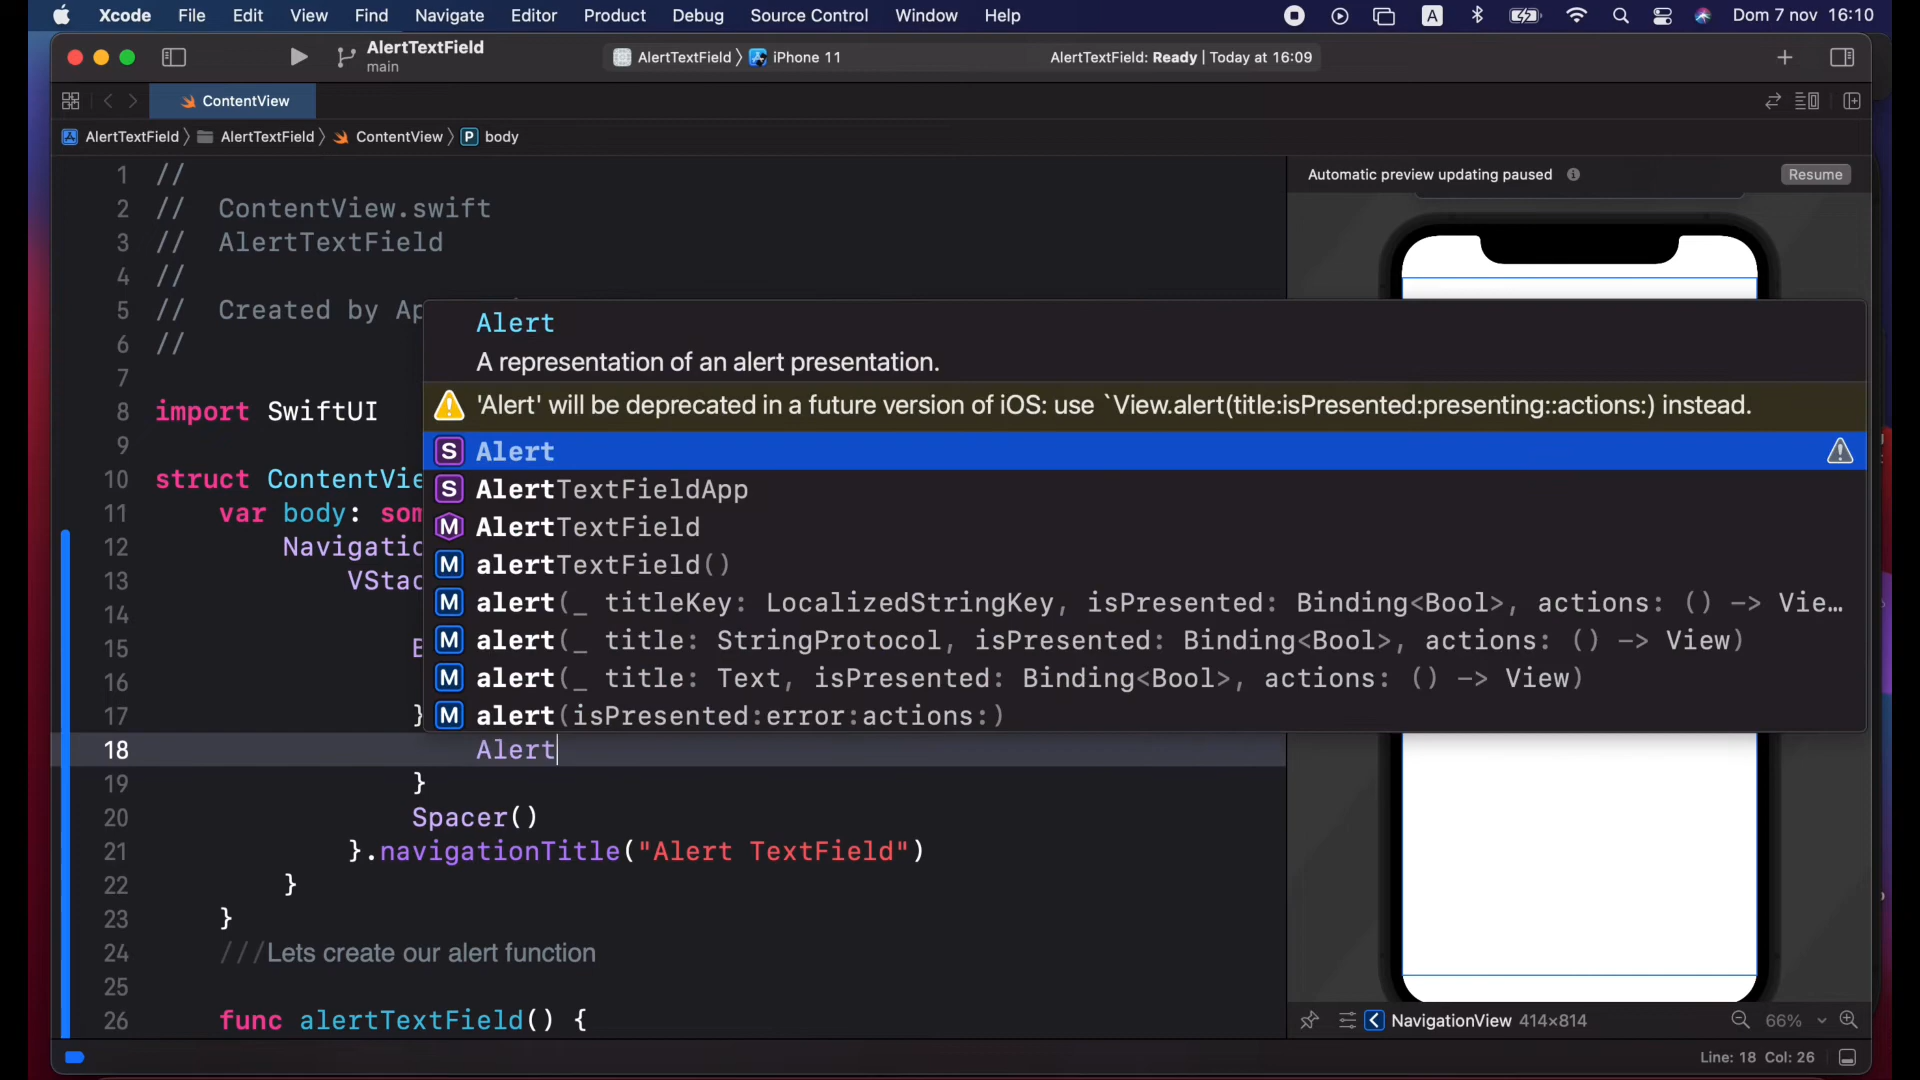 Xcode File Edit View Find Navigate Editor Product Debug Source Control Window Help A Dom 7 nov 16:10
AlertTextField
main
AlertTextField 〉 iPhone 11
AlertTextField: Ready | Today at 16:09
ContentView
AlertTextField 〉 AlertTextField 〉 ContentView 〉 P body
1 //
2 // ContentView.swift
3 // AlertTextField
4 //
5 // Created by Ap
6 //
7
8 import SwiftUI
9
10 struct ContentVie
11 var body: som
12 Navigatio
13 VStac
14
15 B
16
17 }
18 Alert
19 }
20 Spacer()
21 }.navigationTitle("Alert TextField")
22 }
23 }
24 ///Lets create our alert function
25
26 func alertTextField() {
Alert
A representation of an alert presentation.
'Alert' will be deprecated in a future version of iOS: use `View.alert(title:isPresented:presenting::actions:) instead.
S Alert
S AlertTextFieldApp
M AlertTextField
M alertTextField()
M alert(_ titleKey: LocalizedStringKey, isPresented: Binding<Bool>, actions: () -> Vie…
M alert(_ title: StringProtocol, isPresented: Binding<Bool>, actions: () -> View)
M alert(_ title: Text, isPresented: Binding<Bool>, actions: () -> View)
M alert(isPresented:error:actions:)
Automatic preview updating paused
Resume
NavigationView 414×814
66%
Line: 18 Col: 26